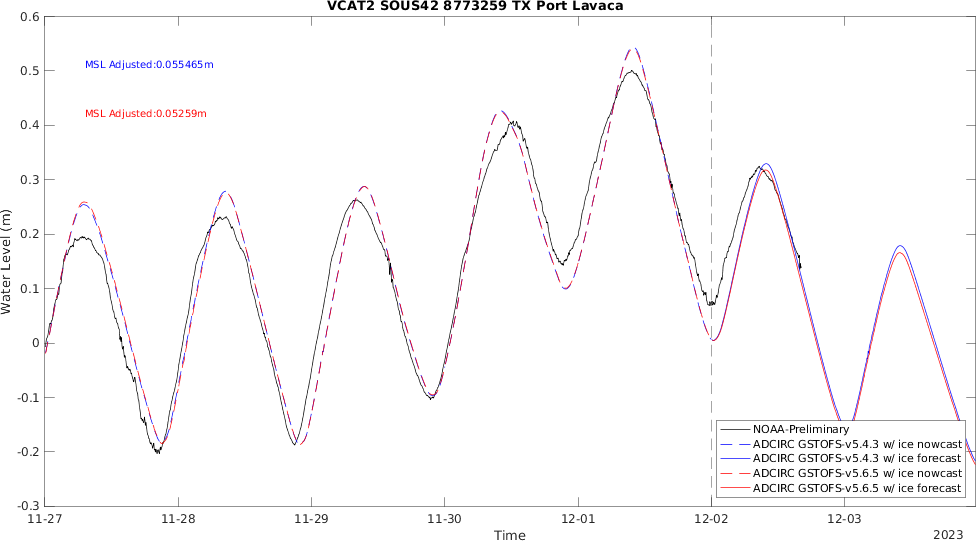 VCAT2 SOUS42 8773259 TX Port Lavaca
0.6
0.5
0.4
0.3
0.2
0.1
0
-0.1
-0.2
-0.3
Water Level (m)
MSL Adjusted:0.055465m
MSL Adjusted:0.05259m
NOAA-Preliminary
ADCIRC GSTOFS-v5.4.3 w/ ice nowcast
ADCIRC GSTOFS-v5.4.3 w/ ice forecast
ADCIRC GSTOFS-v5.6.5 w/ ice nowcast
ADCIRC GSTOFS-v5.6.5 w/ ice forecast
11-27 11-28 11-29 11-30 12-01 12-02 12-03
Time
2023